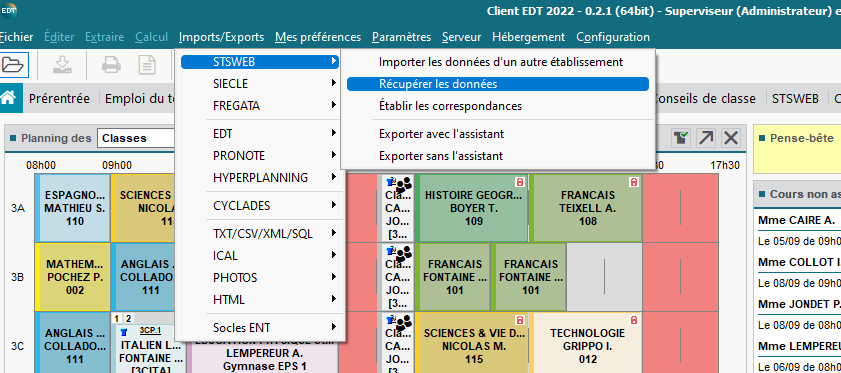 EDT
Client EDT 2022 - 0.2.1 (64bit) - Superviseur (Administrateur) e
Fichier Éditer Extraire Calcul Imports/Exports Mes préférences Paramètres Serveur Hébergement Configuration
STSWEB
SIECLE
FREGATA
EDT
PRONOTE
HYPERPLANNING
CYCLADES
TXT/CSV/XML/SQL
ICAL
PHOTOS
HTML
Socles ENT
Importer les données d'un autre établissement
Récupérer les données
Établir les correspondances
Exporter avec l'assistant
Exporter sans l'assistant
Prérentrée Emploi du te
onseils de classe STSWEB C
Planning des Classes
08h00 09h00
30 17h30
3A
ESPAGNO...
MATHIEU S.
110
SCIENCES
NICOLA
115
Cla
CA...
JO...
[3...
HISTOIRE GEOGR...
BOYER T.
109
FRANCAIS
TEIXELL A.
108
3B
MATHEM...
POCHEZ P.
002
ANGLAIS
COLLADO..
111
Cla
CA...
JO...
[3...
FRANCAIS
FONTAINE ...
101
FRANCAIS
FONTAINE ...
101
3C
ANGLAIS ...
COLLADO...
111
1 2
3CP.1
ITALIEN L...
FONTAINE ...
[3CITA]
LEMPEREUR A.
Gymnase EPS 1
Cla
CA...
JO...
[3...
SCIENCES & VIE D...
NICOLAS M.
115
TECHNOLOGIE
GRIPPO I.
012
Pense-bête
Cours non as
Mme CAIRE A.
Le 05/09 de 09h0
Mme COLLOT I
Le 08/09 de 09h0
Mme JONDET P.
Le 08/09 de 08h0
Mme LEMPEREU
Le 06/09 de 08h0